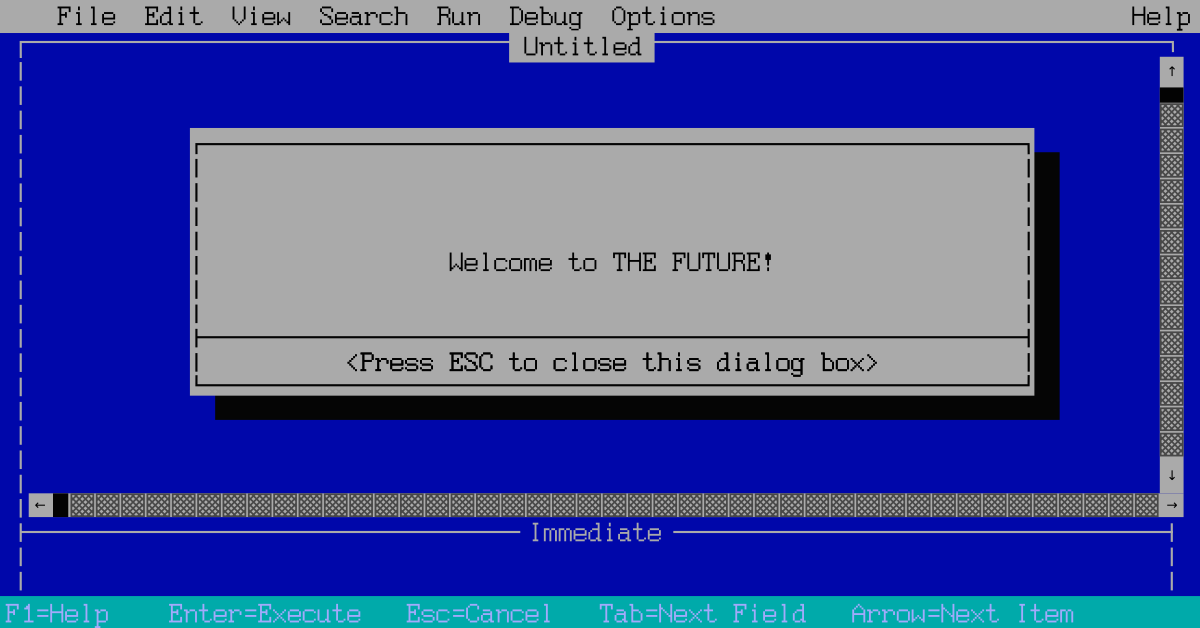 File Edit View Search Run Debug Options Help
Untitled
↑
Welcome to THE FUTURE!
<Press ESC to close this dialog box>
↓
← →
Immediate
F1=Help Enter=Execute Esc=Cancel Tab=Next Field Arrow=Next Item